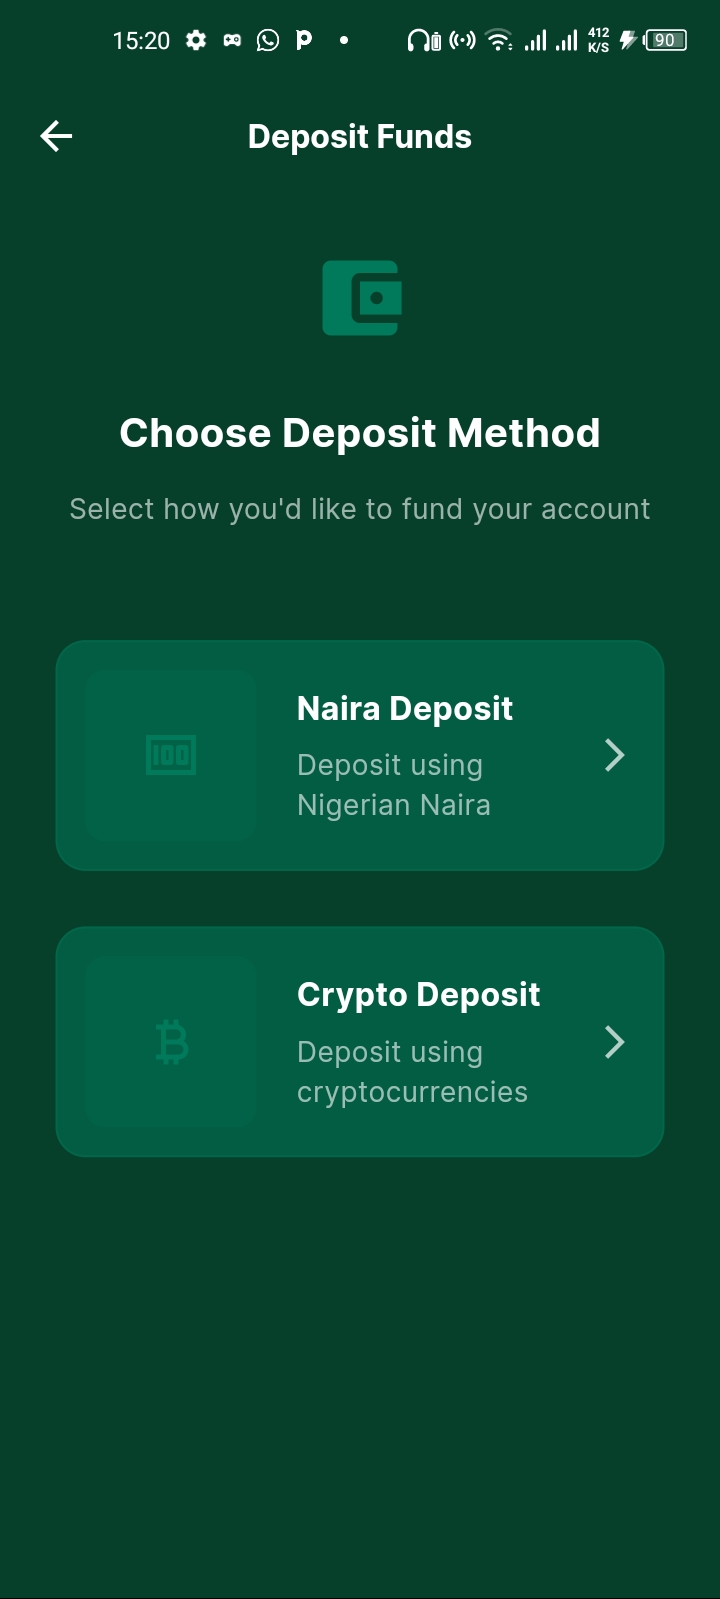 15:20
412
K/S
90
Deposit Funds
Choose Deposit Method
Select how you'd like to fund your account
100
Naira Deposit
Deposit using
Nigerian Naira
Crypto Deposit
Deposit using
cryptocurrencies